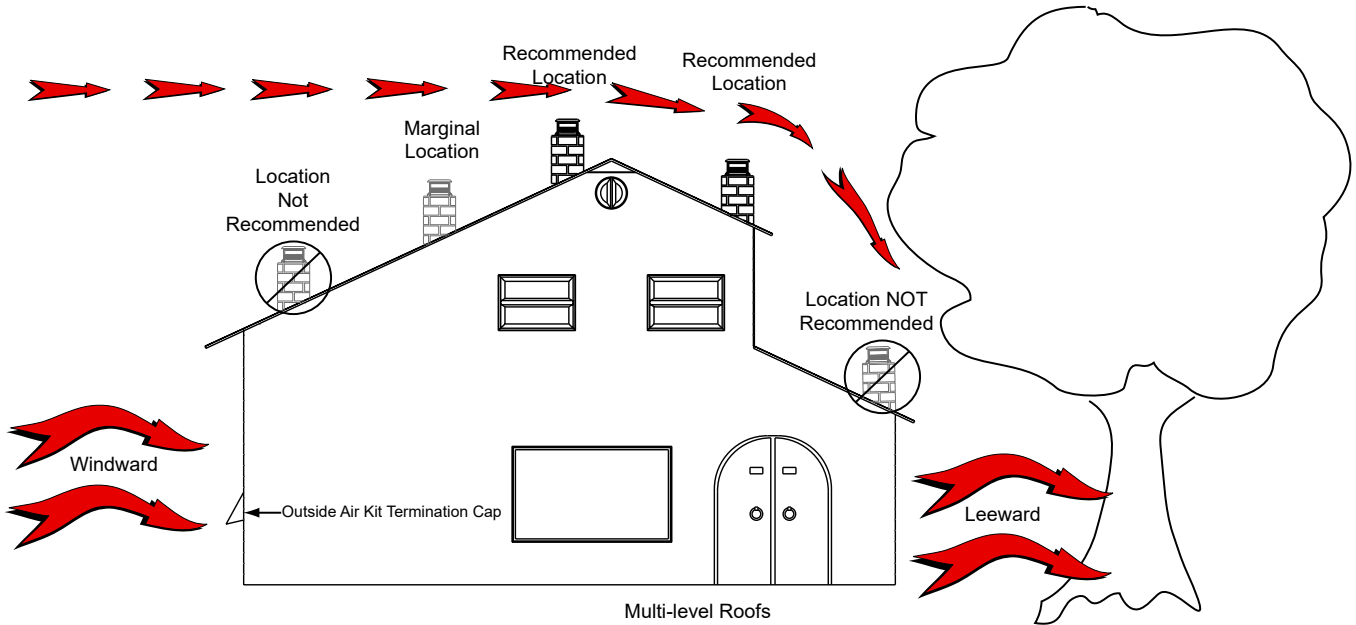 Recommended
Location
Recommended
Location
Marginal
Location
Location
Not
Recommended
Location NOT
Recommended
Windward
Outside Air Kit Termination Cap
Leeward
Multi-level Roofs